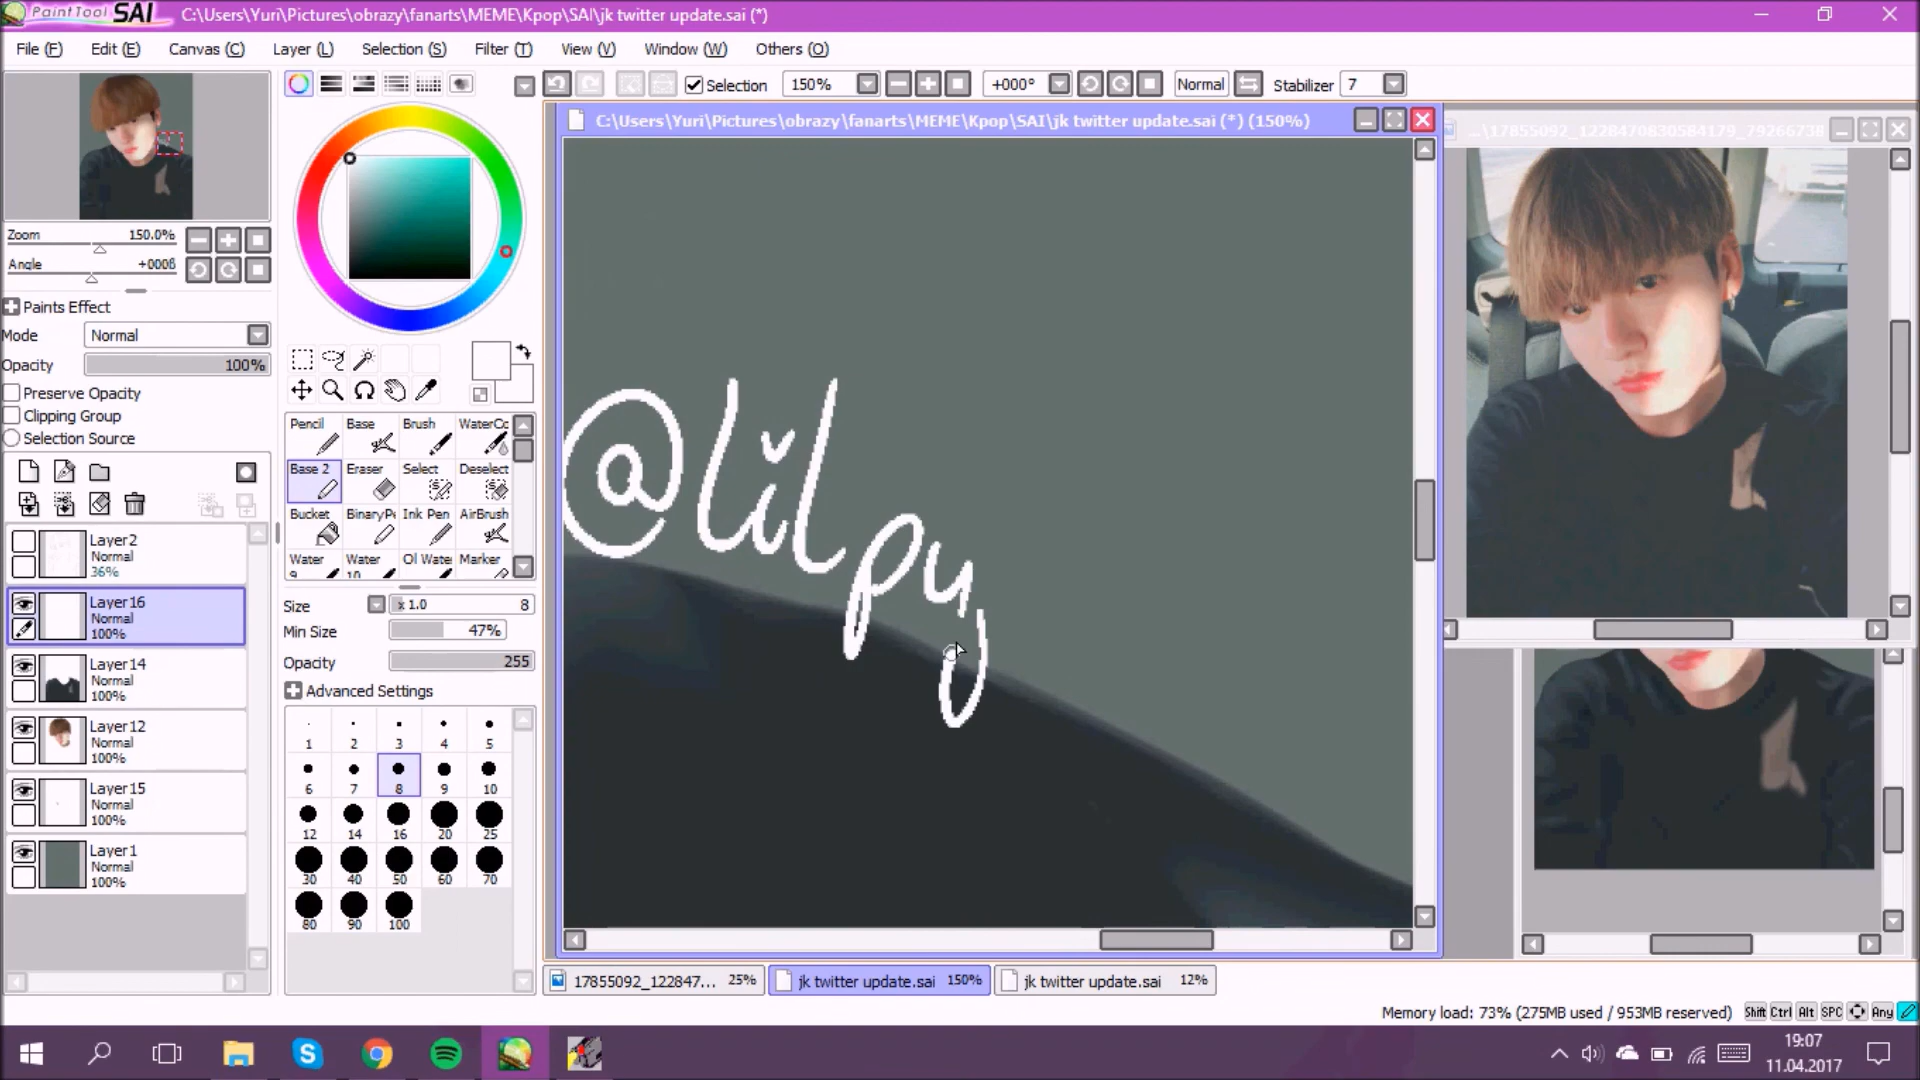 PaintTool SAI C:\Users\Yuri\Pictures\obrazy\fanarts\MEME\Kpop\SAI\jk twitter update.sai (*)
File (F) Edit (E) Canvas (C) Layer (L) Selection (S) Filter (T) View (V) Window (W) Others (O)
Selection 150% +000° Normal Stabilizer 7
C:\Users\Yuri\Pictures\obrazy\fanarts\MEME\Kpop\SAI\jk twitter update.sai (*) (150%)
...\17855092_1228470830584179_79266738
Zoom 150.0%
Angle +000ß
Paints Effect
Mode Normal
Opacity 100%
Preserve Opacity
Clipping Group
Selection Source
Layer2
Normal
36%
Layer16
Normal
100%
Layer14
Normal
100%
Layer12
Normal
100%
Layer15
Normal
100%
Layer1
Normal
100%
Pencil Base Brush WaterCo
Base 2 Eraser Select Deselect
Bucket BinaryPe Ink Pen AirBrush
Water Water Oil Wate Marker
9 10
Size x 1.0 8
Min Size 47%
Opacity 255
Advanced Settings
1 2 3 4 5
6 7 8 9 10
12 14 16 20 25
30 40 50 60 70
80 90 100
@lilpy
17855092_122847... 25% jk twitter update.sai 150% jk twitter update.sai 12%
Memory load: 73% (275MB used / 953MB reserved) Shift Ctrl Alt SPC Any
19:07
11.04.2017